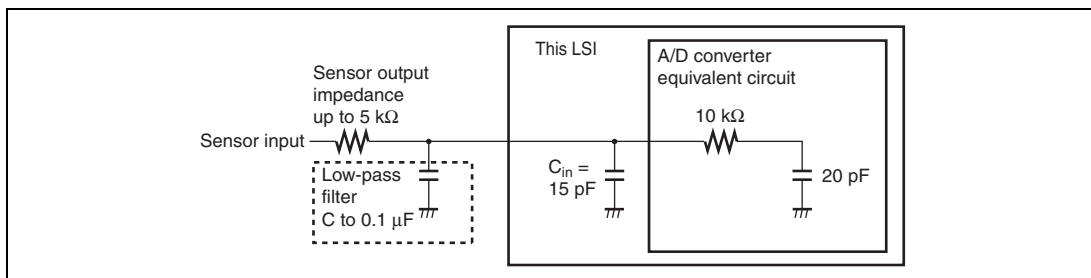 This LSI
A/D converter
equivalent circuit
Sensor output
impedance
up to 5 kΩ
10 kΩ
Sensor input
Low-pass
filter
C to 0.1 μF
Cin =
15 pF
20 pF